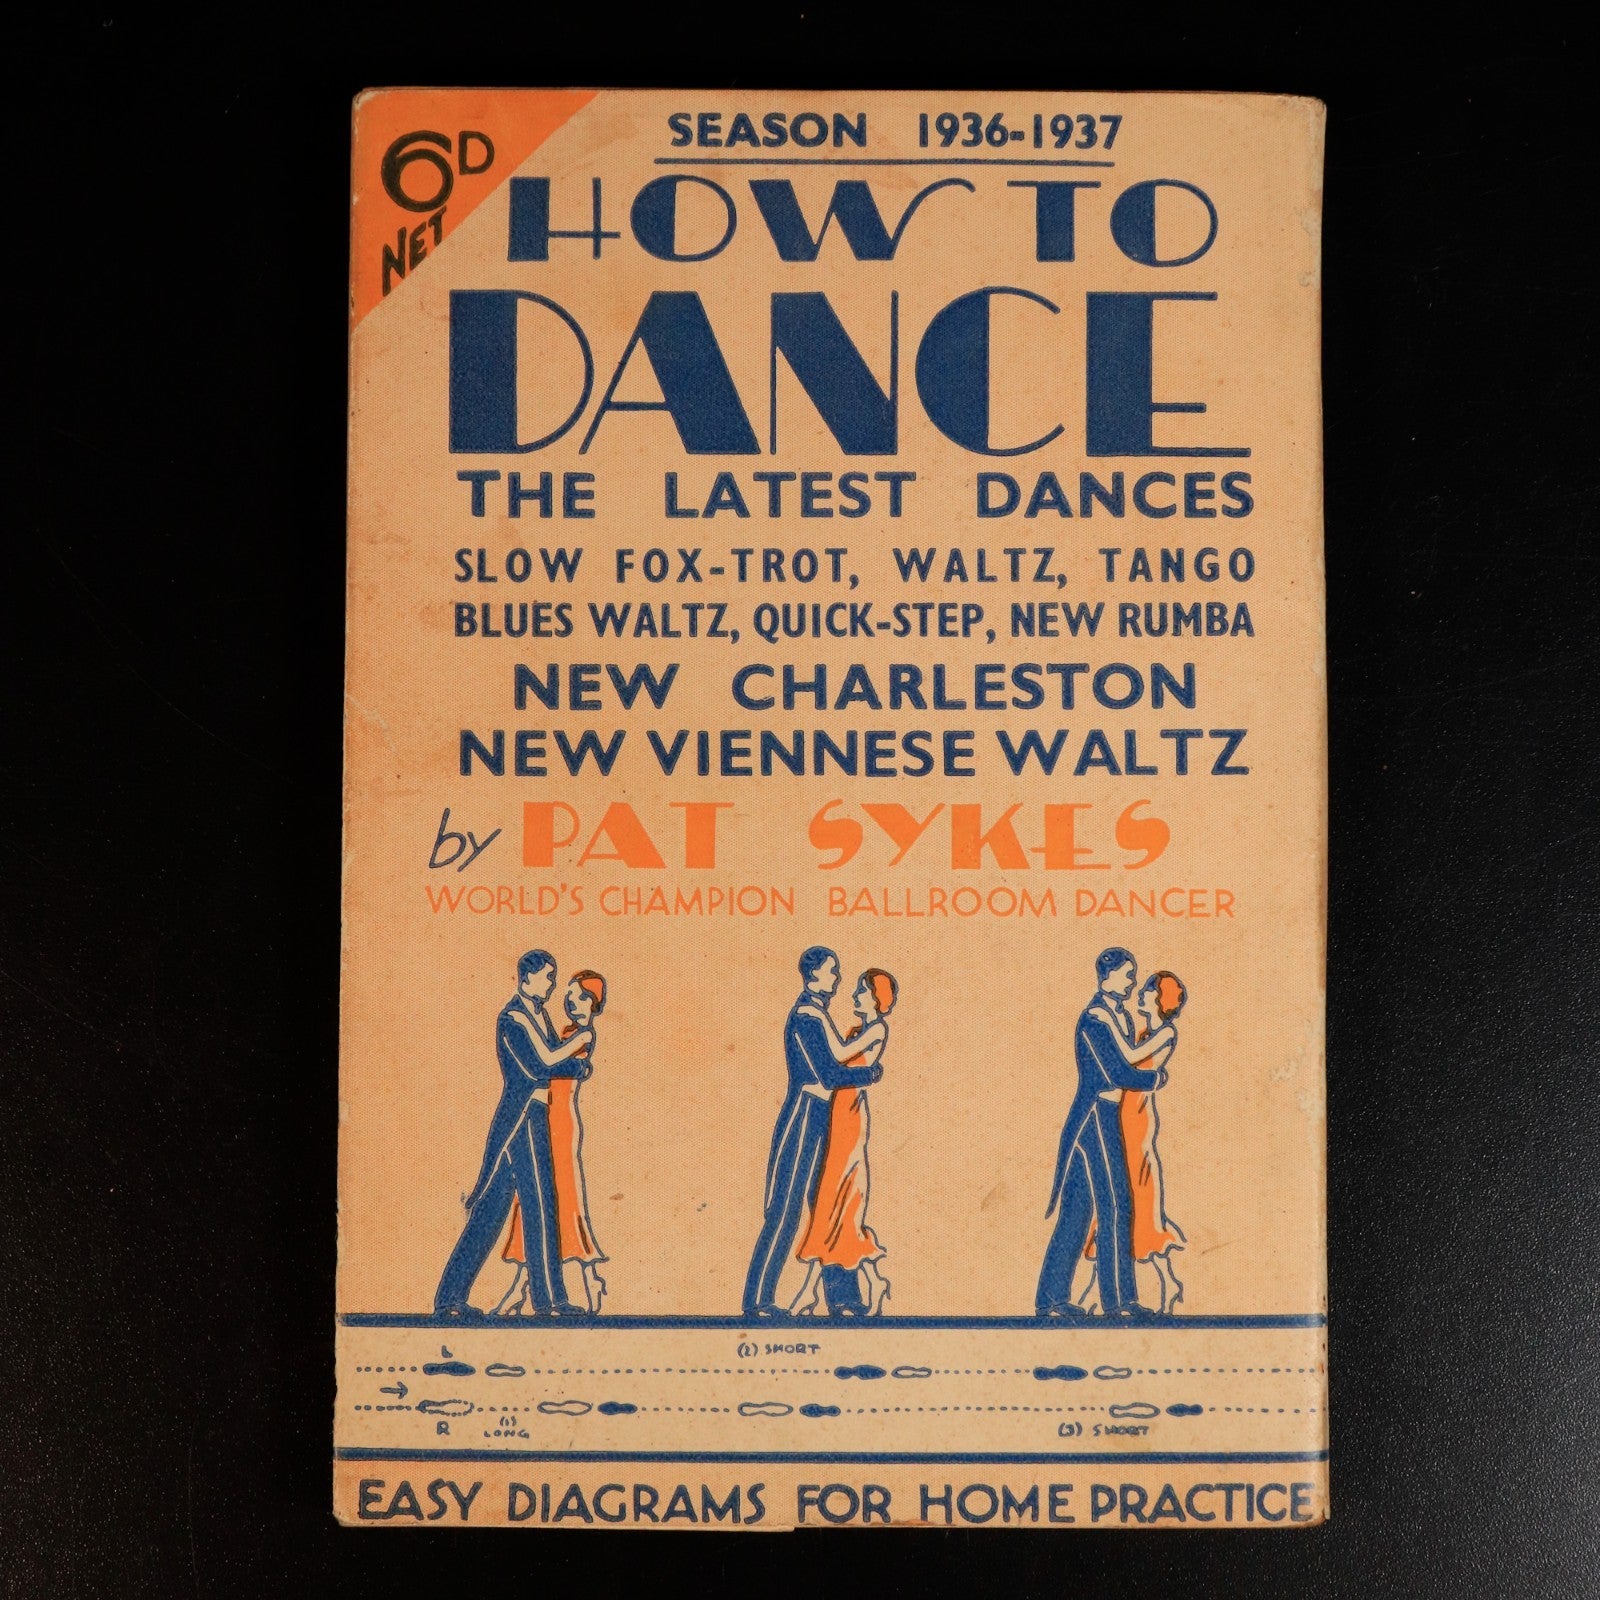 6D
NET
SEASON 1936-1937
HOW TO
DANCE
THE LATEST DANCES
SLOW FOX-TROT, WALTZ, TANGO
BLUES WALTZ, QUICK-STEP, NEW RUMBA
NEW CHARLESTON
NEW VIENNESE WALTZ
by PAT SYKES
WORLD'S CHAMPION BALLROOM DANCER
L
(2) SHORT
R
(1)
LONG
(3) SHORT
EASY DIAGRAMS FOR HOME PRACTICE